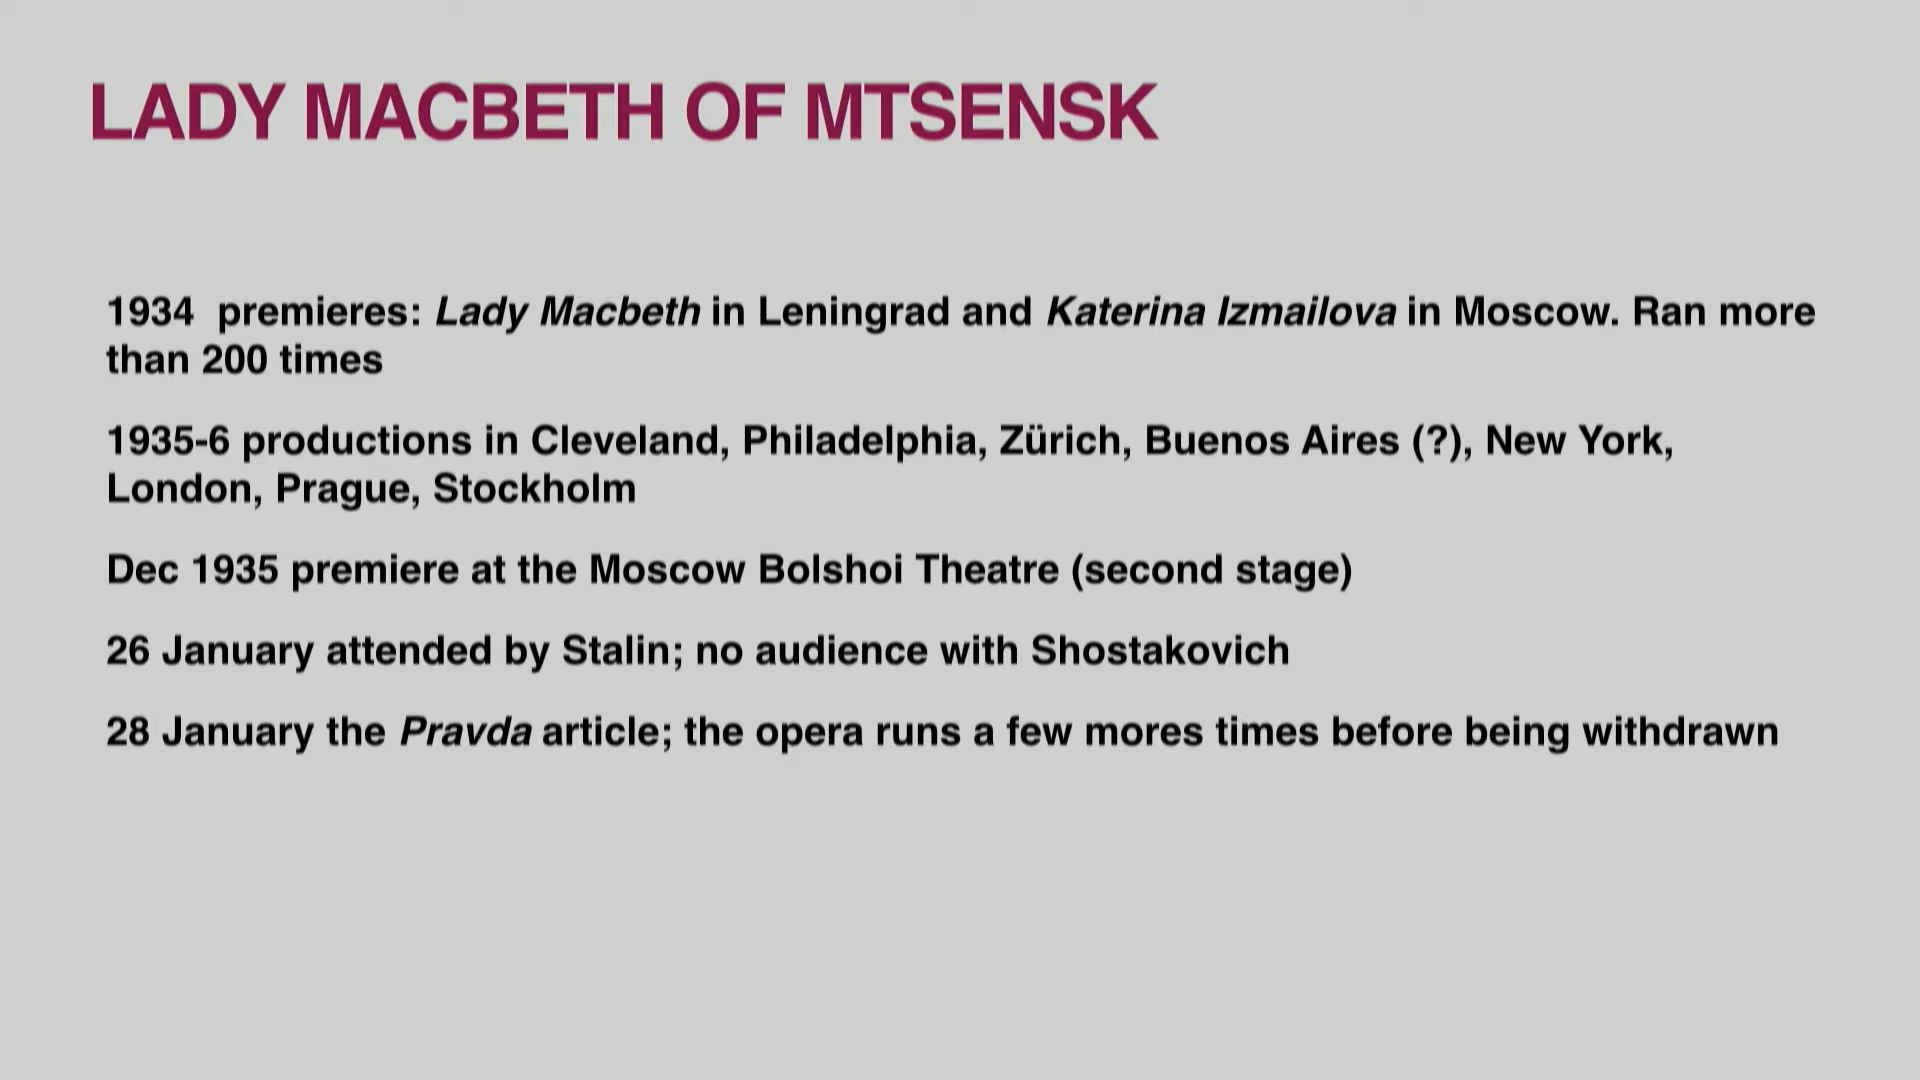 LADY MACBETH OF MTSENSK
1934  premieres: Lady Macbeth in Leningrad and Katerina Izmailova in Moscow. Ran more
than 200 times
1935-6 productions in Cleveland, Philadelphia, Zürich, Buenos Aires (?), New York,
London, Prague, Stockholm
Dec 1935 premiere at the Moscow Bolshoi Theatre (second stage)
26 January attended by Stalin; no audience with Shostakovich
28 January the Pravda article; the opera runs a few mores times before being withdrawn